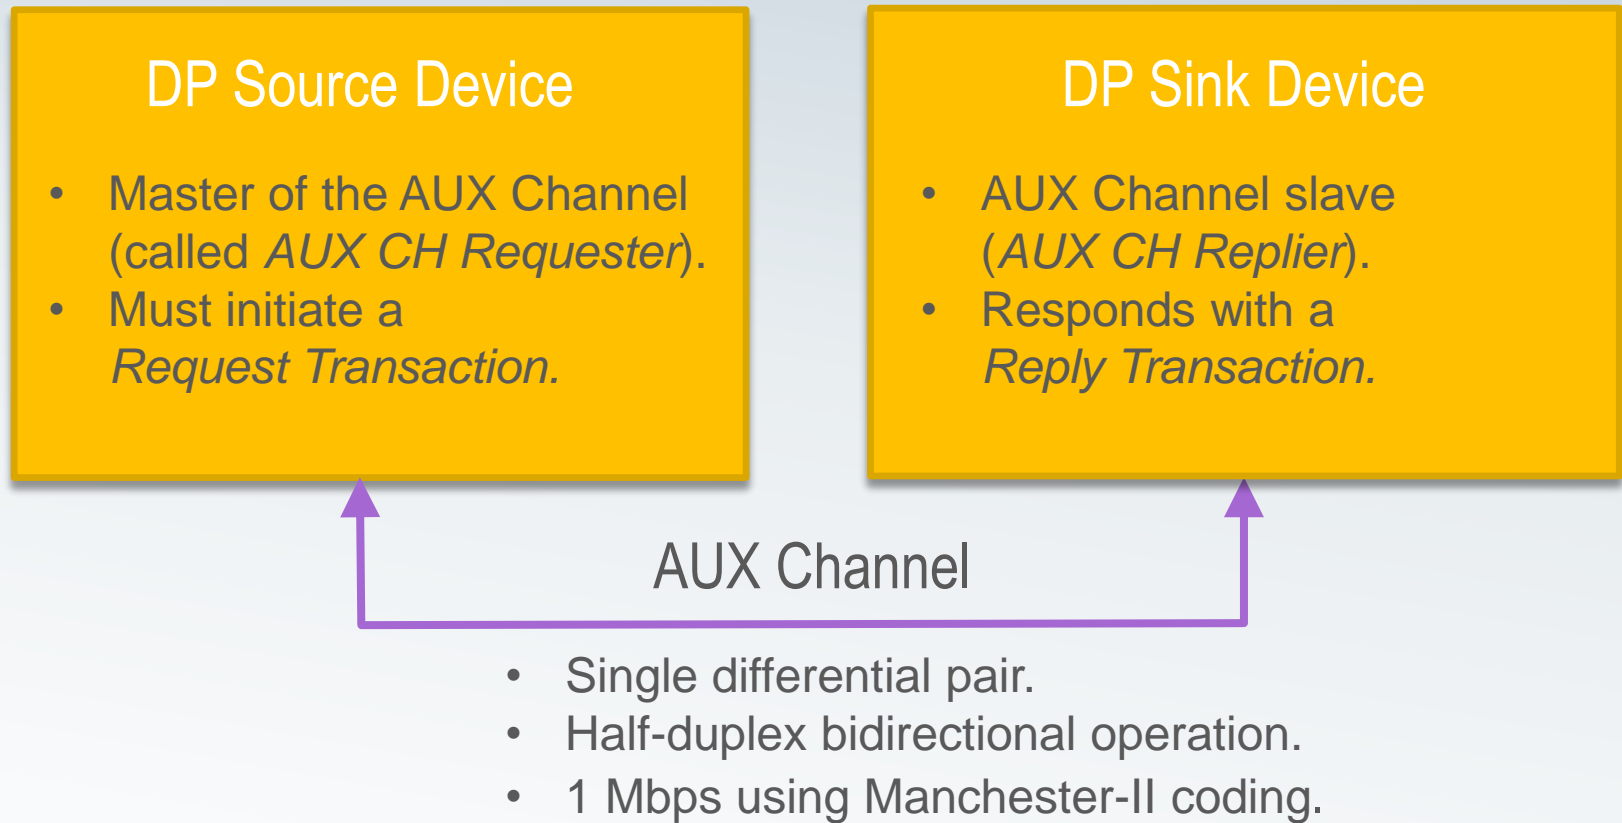 DP Source Device
• Master of the AUX Channel
(called AUX CH Requester).
• Must initiate a
Request Transaction.
DP Sink Device
• AUX Channel slave
(AUX CH Replier).
• Responds with a
Reply Transaction.
AUX Channel
• Single differential pair.
• Half-duplex bidirectional operation.
• 1 Mbps using Manchester-II coding.